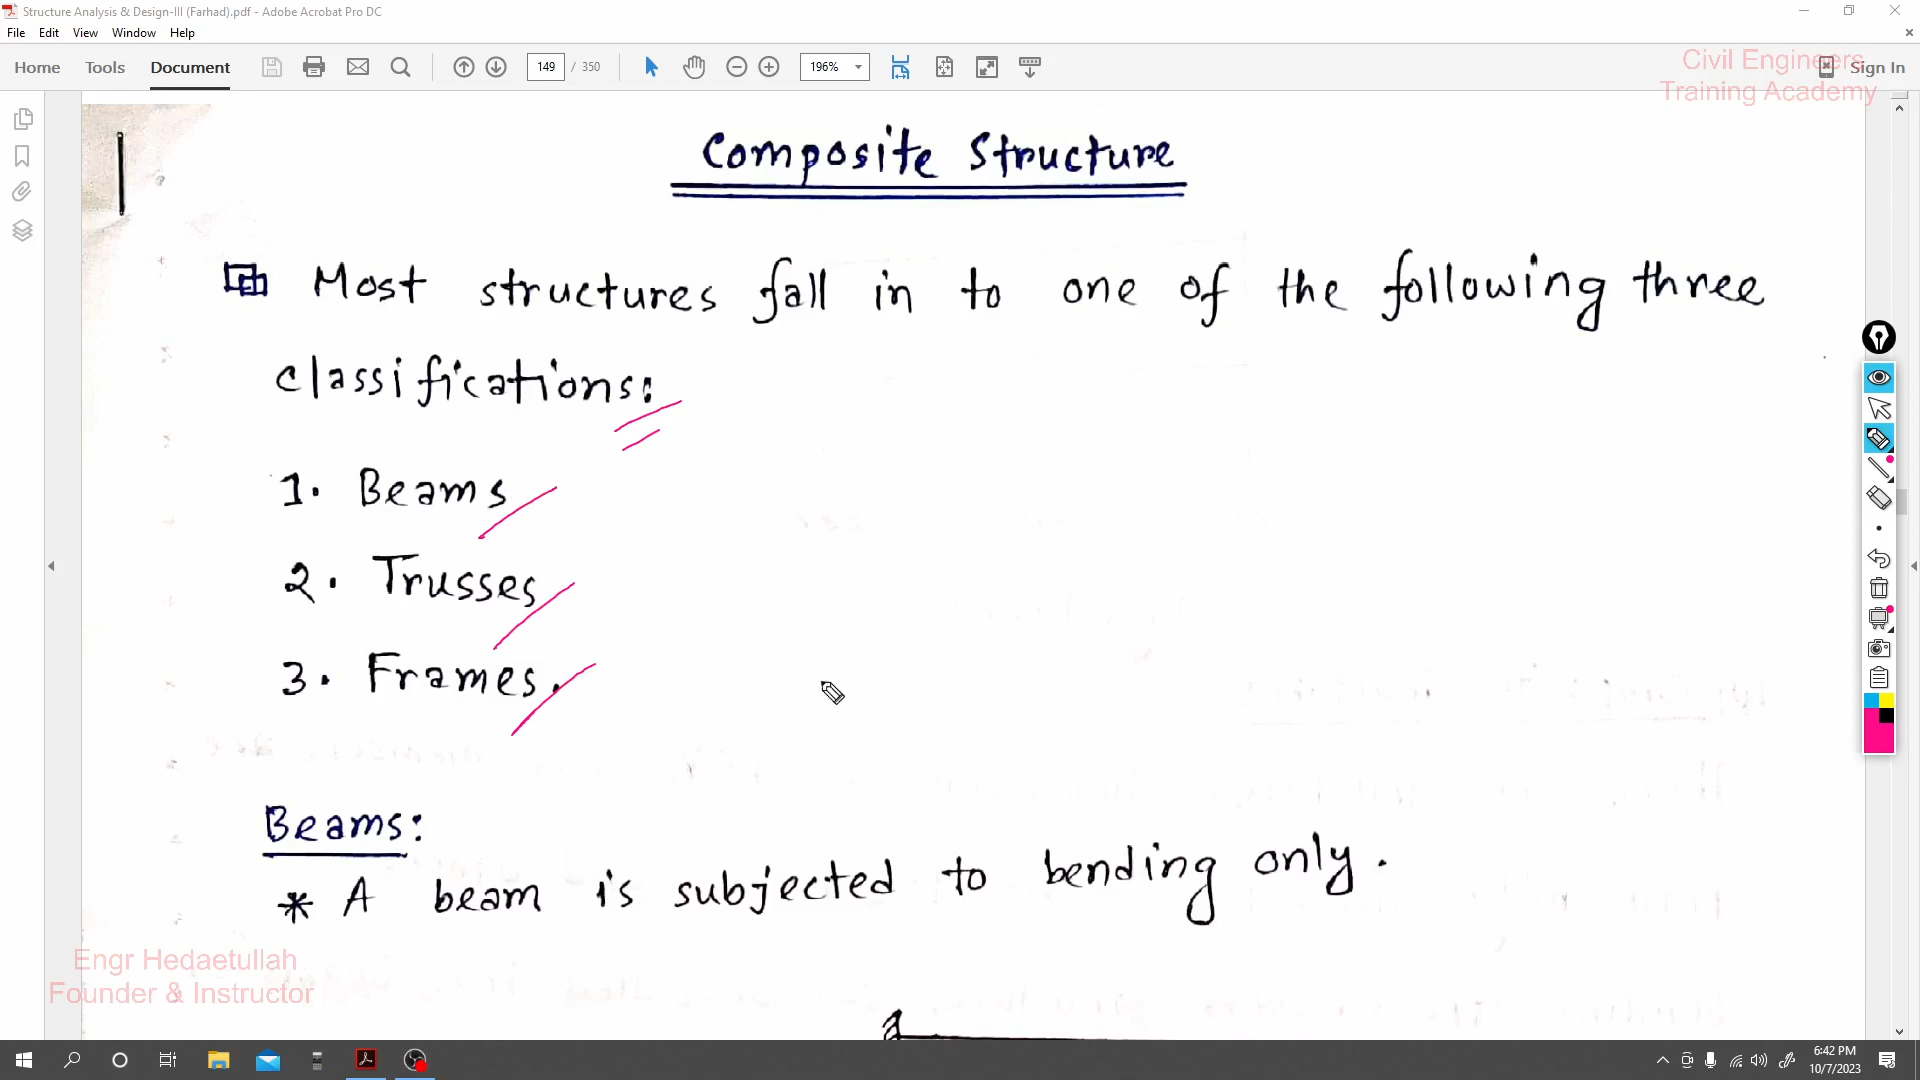 Structure Analysis & Design-III (Farhad).pdf - Adobe Acrobat Pro DC
File Edit View Window Help
Home Tools Document 149 / 350 196% Sign In
Civil Engineers
Training Academy
Composite Structure
Most structures fall in to one of the following three
classifications:
1. Beams
2. Trusses
3. Frames.
Beams:
* A beam is subjected to bending only.
Engr Hedaetullah
Founder & Instructor
6:42 PM
10/7/2023